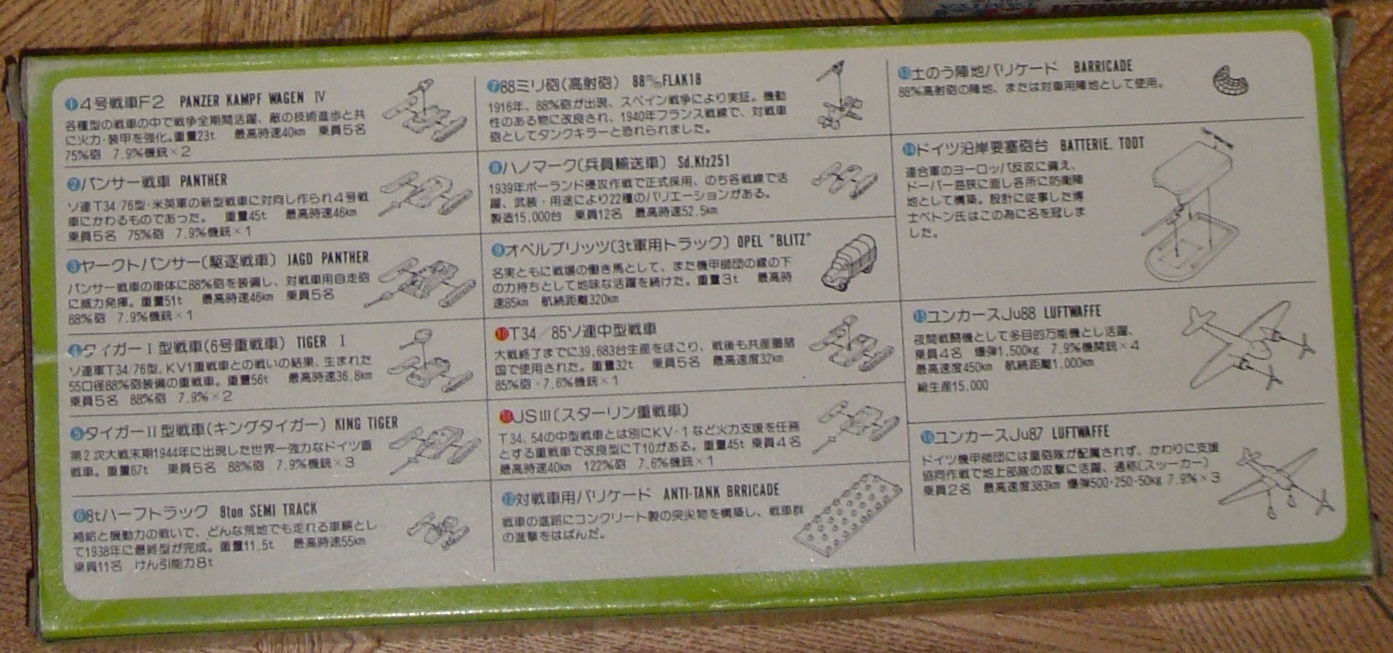 ❶4号戦車F2 PANZER KAMPF WAGEN Ⅳ
各種型の戦車の中で戦争全期間活躍、敵の技術進歩と共
に火力・装甲を強化。重量23t 最高時速40km 乗員5名
75%砲 7.9%機銃×2
❷パンサー戦車 PANTHER
ソ連T34.76型・米英軍の新型戦車に対向し作られ4号戦
車にかわるものであった。 重量45t 最高時速46km
乗員5名 75%砲 7.9%機銃×1
❸ヤークトパンサー(駆逐戦車) JAGD PANTHER
パンサー戦車の車体に88%砲を装備し、対戦車用自走砲
に威力発揮。重量51t 最高時速46km 乗員5名
88%砲 7.9%機銃×1
❹タイガーⅠ型戦車(6号重戦車) TIGER Ⅰ
ソ連軍T34.76型.KV1重戦車との戦いの結果、生まれた
55口径88%砲装備の重戦車。重量56t 最高時速36.8km
乗員5名 88%砲 7.9%×2
❺タイガーⅡ型戦車(キングタイガー) KING TIGER
第2次大戦末期1944年に出現した世界一強力なドイツ重
戦車。重量67t 乗員5名 88%砲 7.9%機銃×3
❻8tハーフトラック 8ton SEMI TRACK
補給と機動力の戦いで、どんな荒地でも走れる車輌とし
て1938年に最終型が完成。重量11.5t 最高時速55km
乗員11名 けん引能力8t
❼88ミリ砲(高射砲) 88m/mFLAK18
1916年、88%砲が出現、スペイン戦争により実証。機動
性のある物に改良され、1940年フランス戦線で、対戦車
砲としてタンクキラーと恐れられました。
❽ハノマーク(兵員輸送車) Sd.Kfz251
1939年ポーランド侵攻作戦で正式採用、のち各戦線で活
躍、武装・用途により22種のバリエーションがある。
製造15.000台 乗員12名 最高時速52.5km
❾オペルブリッツ(3t軍用トラック) OPEL "BLITZ"
名実ともに戦場の働き馬として、また機甲師団の縁の下
の力持として地味な活躍を続けた。重量3t 最高時
速85km 航続距離320km
❿T34/85ソ連中型戦車
大戦終了までに39,683台生産をほこり、戦後も共産圏諸
国で使用された。重量32t 乗員5名 最高速度32km
85%砲・7.6%機銃×1
⓫JSⅢ(スターリン重戦車)
T34.54の中型戦車とは別にKV-1など火力支援を任務
とする重戦車で改良型にT10がある。重量45t 乗員4名
最高時速40km 122%砲 7.6%機銃×1
⓬対戦車用バリケード ANTI-TANK BRRICADE
戦車の進路にコンクリート製の突尖物を構築し、戦車群
の進撃をはばんだ。
⓭土のう陣地バリケード BARRICADE
88%高射砲の陣地、または対車用陣地として使用。
⓮ドイツ沿岸要塞砲台 BATTERIE. TODT
連合軍のヨーロッパ反攻に備え、
ドーバー海峡に面し各所に防衛陣
地として構築。設計に従事した博
士ベトン氏はこの為に名を冠しま
した。
⓯ユンカースJu88 LUFTWAFFE
夜間戦闘機として多目的万能機とし活躍、
乗員4名 爆弾1,500kg 7.9%機関銃×4
最高速度450km 航続距離1.000km
総生産15.000
⓰ユンカースJu87 LUFTWAFFE
ドイツ機甲師団には重砲隊が配属されず、かわりに支援
協同作戦で地上部隊の攻撃に活躍、通称(スツーカー)
乗員2名 最高速度383km 爆弾500-250-50kg 7.9%×3